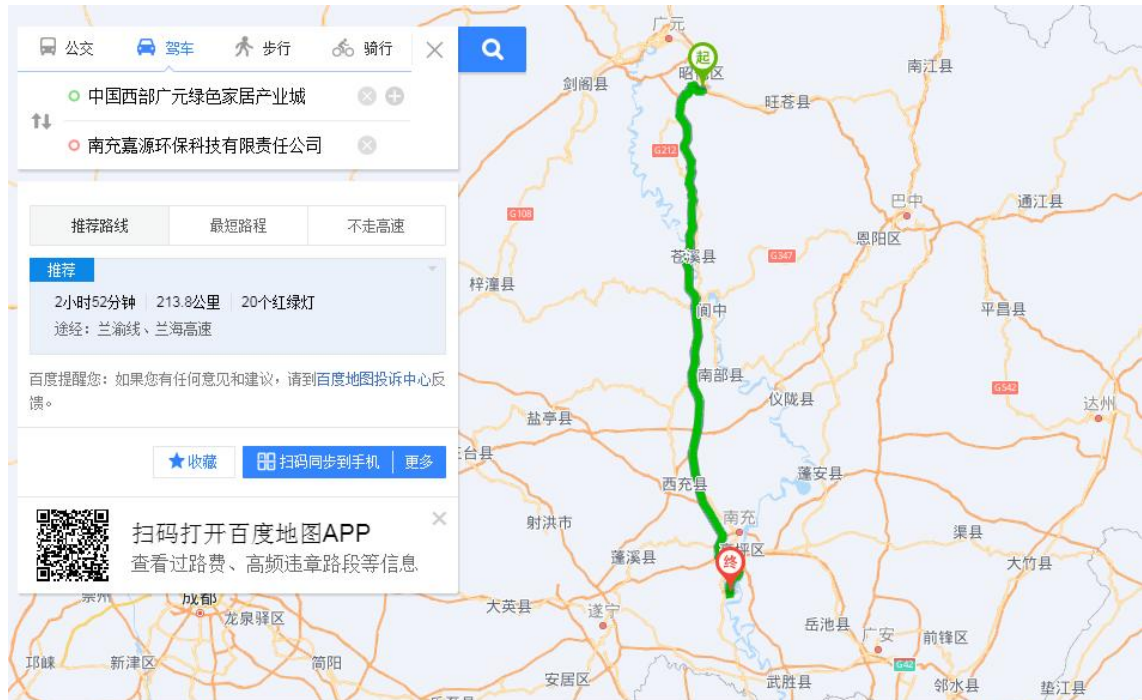 公交 驾车 步行 骑行
中国西部广元绿色家居产业城
南充嘉源环保科技有限责任公司
推荐路线 最短路程 不走高速
推荐
2小时52分钟 213.8公里 20个红绿灯
途经：兰渝线、兰海高速
百度提醒您：如果您有任何意见和建议，请到百度地图投诉中心反
馈。
收藏 扫码同步到手机 更多
扫码打开百度地图APP
查看过路费、高频违章路段等信息
广元
起
剑阁县
南江县
旺苍县
G212
G108
巴中
通江县
恩阳区
苍溪县
G347
梓潼县
阆中
平昌县
南部县
仪陇县
G542
达州
盐亭县
西充县
蓬安县
射洪市
南充
高坪区
终
渠县
蓬溪县
大竹县
成都
龙泉驿区
大英县
遂宁
岳池县
广安
前锋区
G42
邛崃
新津区
简阳
安居区
武胜县
邻水县
垫江县